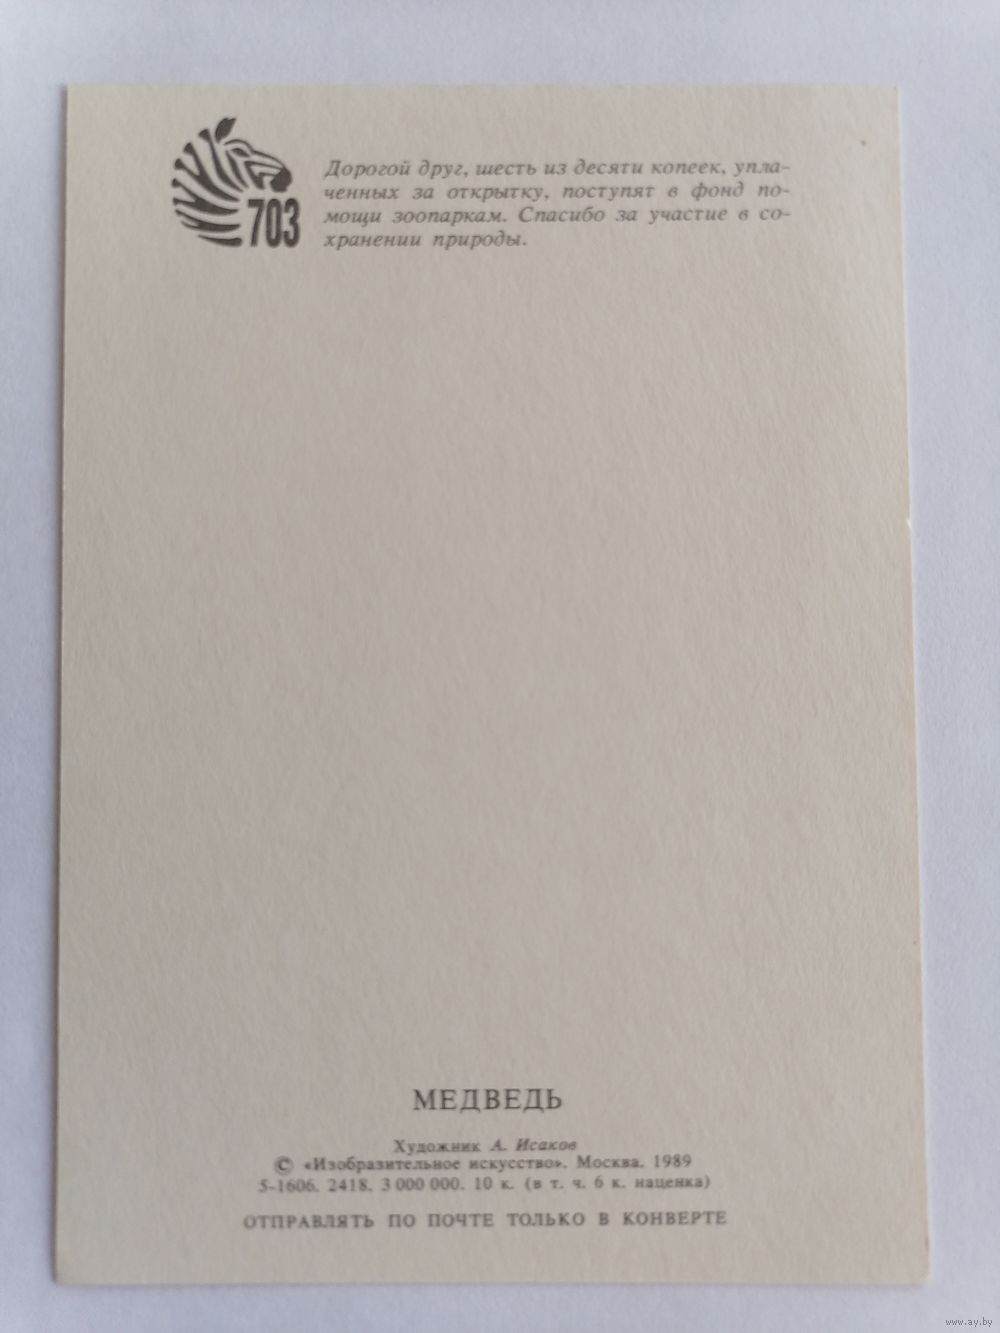 703
Дорогой друг, шесть из десяти копеек, упла-
ченных за открытку, поступят в фонд по-
мощи зоопаркам. Спасибо за участие в со-
хранении природы.
МЕДВЕДЬ
Художник А. Исаков
© «Изобразительное искусство». Москва. 1989
5-1606. 2418. 3 000 000. 10 к. (в т. ч. 6 к. наценка)
ОТПРАВЛЯТЬ ПО ПОЧТЕ ТОЛЬКО В КОНВЕРТЕ
www.ay.by